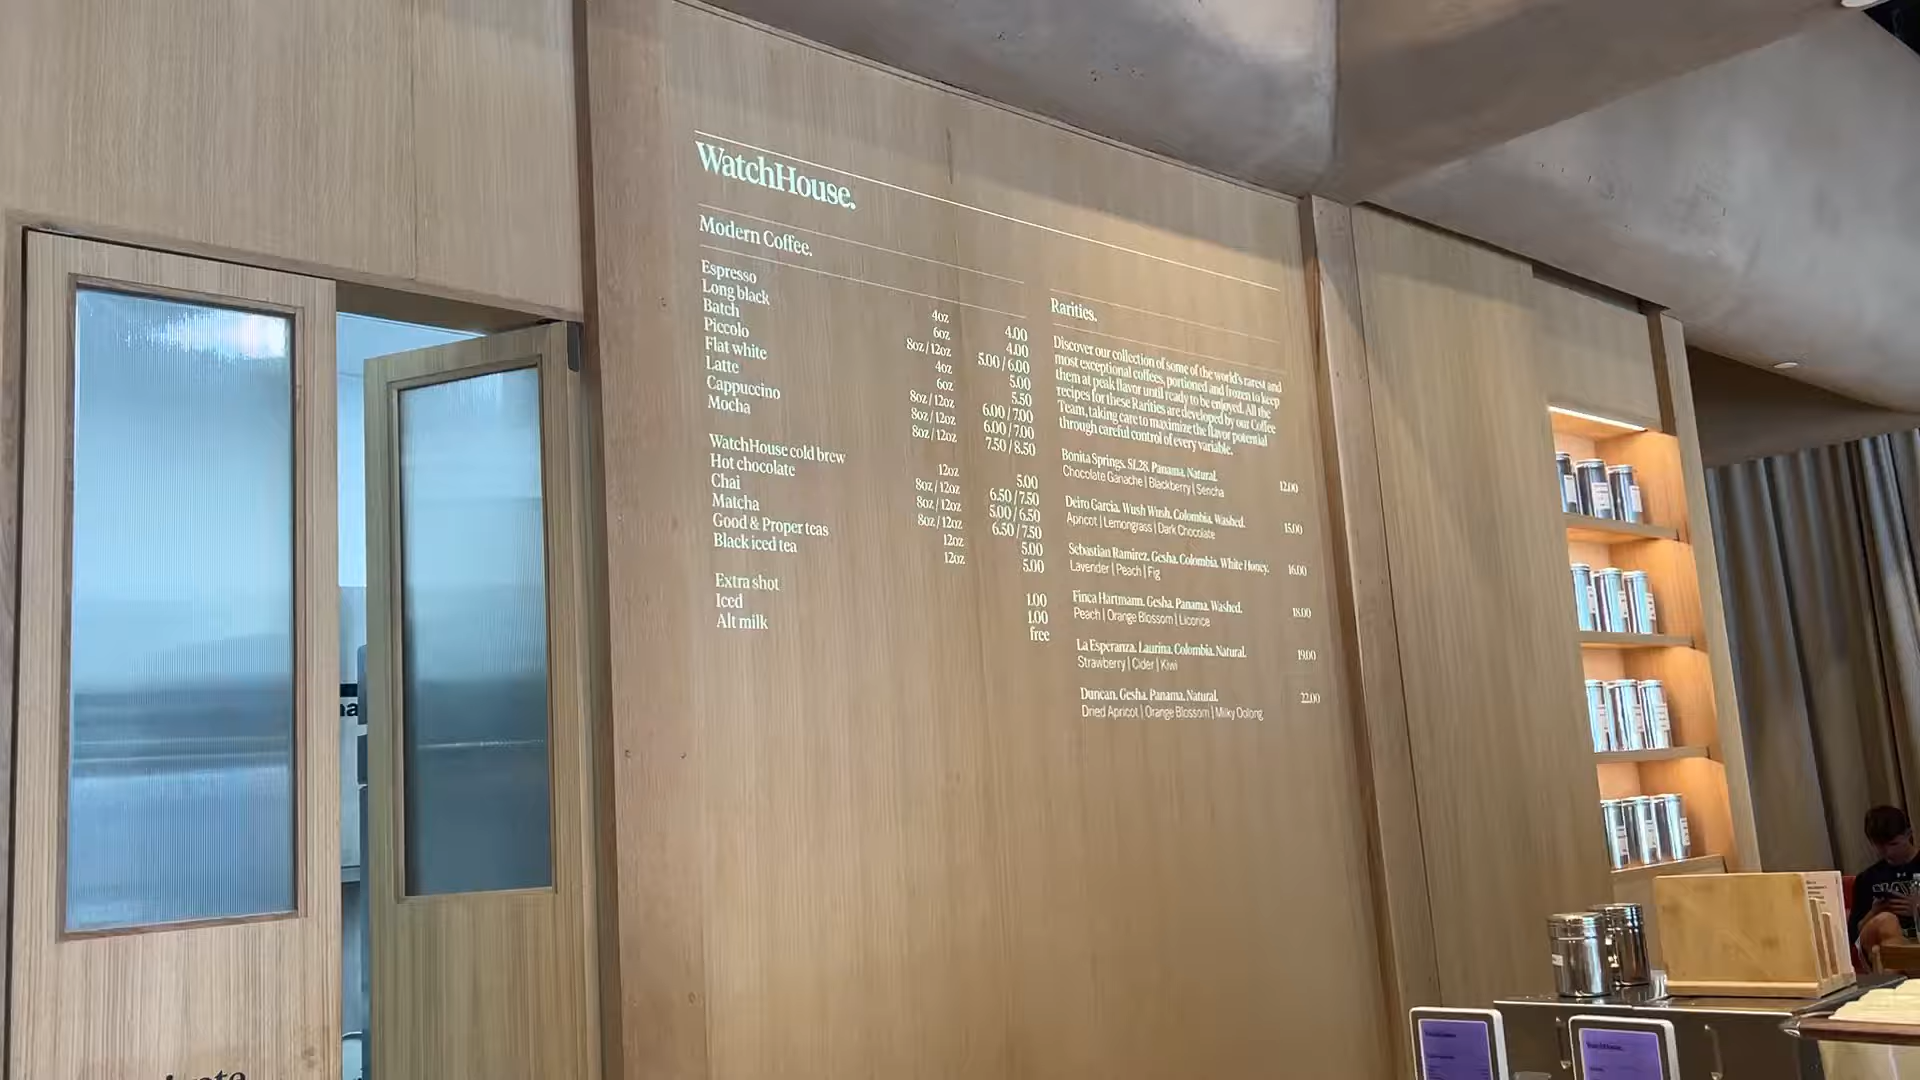 WatchHouse.
Modern Coffee.
Espresso 4oz 4.00
Long black 6oz 4.00
Batch 8oz / 12oz 5.00 / 6.00
Piccolo 4oz 5.00
Flat white 6oz 5.50
Latte 8oz / 12oz 6.00 / 7.00
Cappuccino 8oz / 12oz 6.00 / 7.00
Mocha 8oz / 12oz 7.50 / 8.50
WatchHouse cold brew 12oz 5.00
Hot chocolate 8oz / 12oz 6.50 / 7.50
Chai 8oz / 12oz 5.00 / 6.50
Matcha 8oz / 12oz 6.50 / 7.50
Good & Proper teas 12oz 5.00
Black iced tea 12oz 5.00
Extra shot 1.00
Iced 1.00
Alt milk free
Rarities.
Discover our collection of some of the world's rarest and
most exceptional coffees, portioned and frozen to keep
them at peak flavor until ready to be enjoyed. All the
recipes for these Rarities are developed by our Coffee
Team, taking care to maximize the flavor potential
through careful control of every variable.
Bonita Springs. SL28. Panama. Natural. 12.00
Chocolate Ganache | Blackberry | Sencha
Deiro Garcia. Wush Wush. Colombia. Washed. 15.00
Apricot | Lemongrass | Dark Chocolate
Sebastian Ramirez. Gesha. Colombia. White Honey. 16.00
Lavender | Peach | Fig
Finca Hartmann. Gesha. Panama. Washed. 18.00
Peach | Orange Blossom | Licorice
La Esperanza. Laurina. Colombia. Natural. 19.00
Strawberry | Cider | Kiwi
Duncan. Gesha. Panama. Natural. 22.00
Dried Apricot | Orange Blossom | Milky Oolong